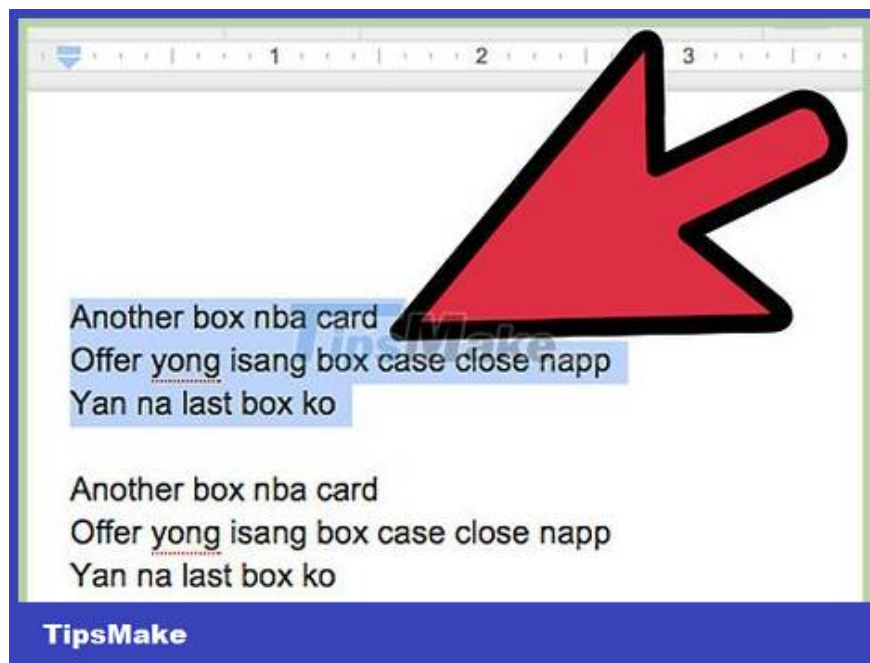 1 2 3
Another box nba card
Offer yong isang box case close napp
Yan na last box ko
TipsMake
Another box nba card
Offer yong isang box case close napp
Yan na last box ko
TipsMake